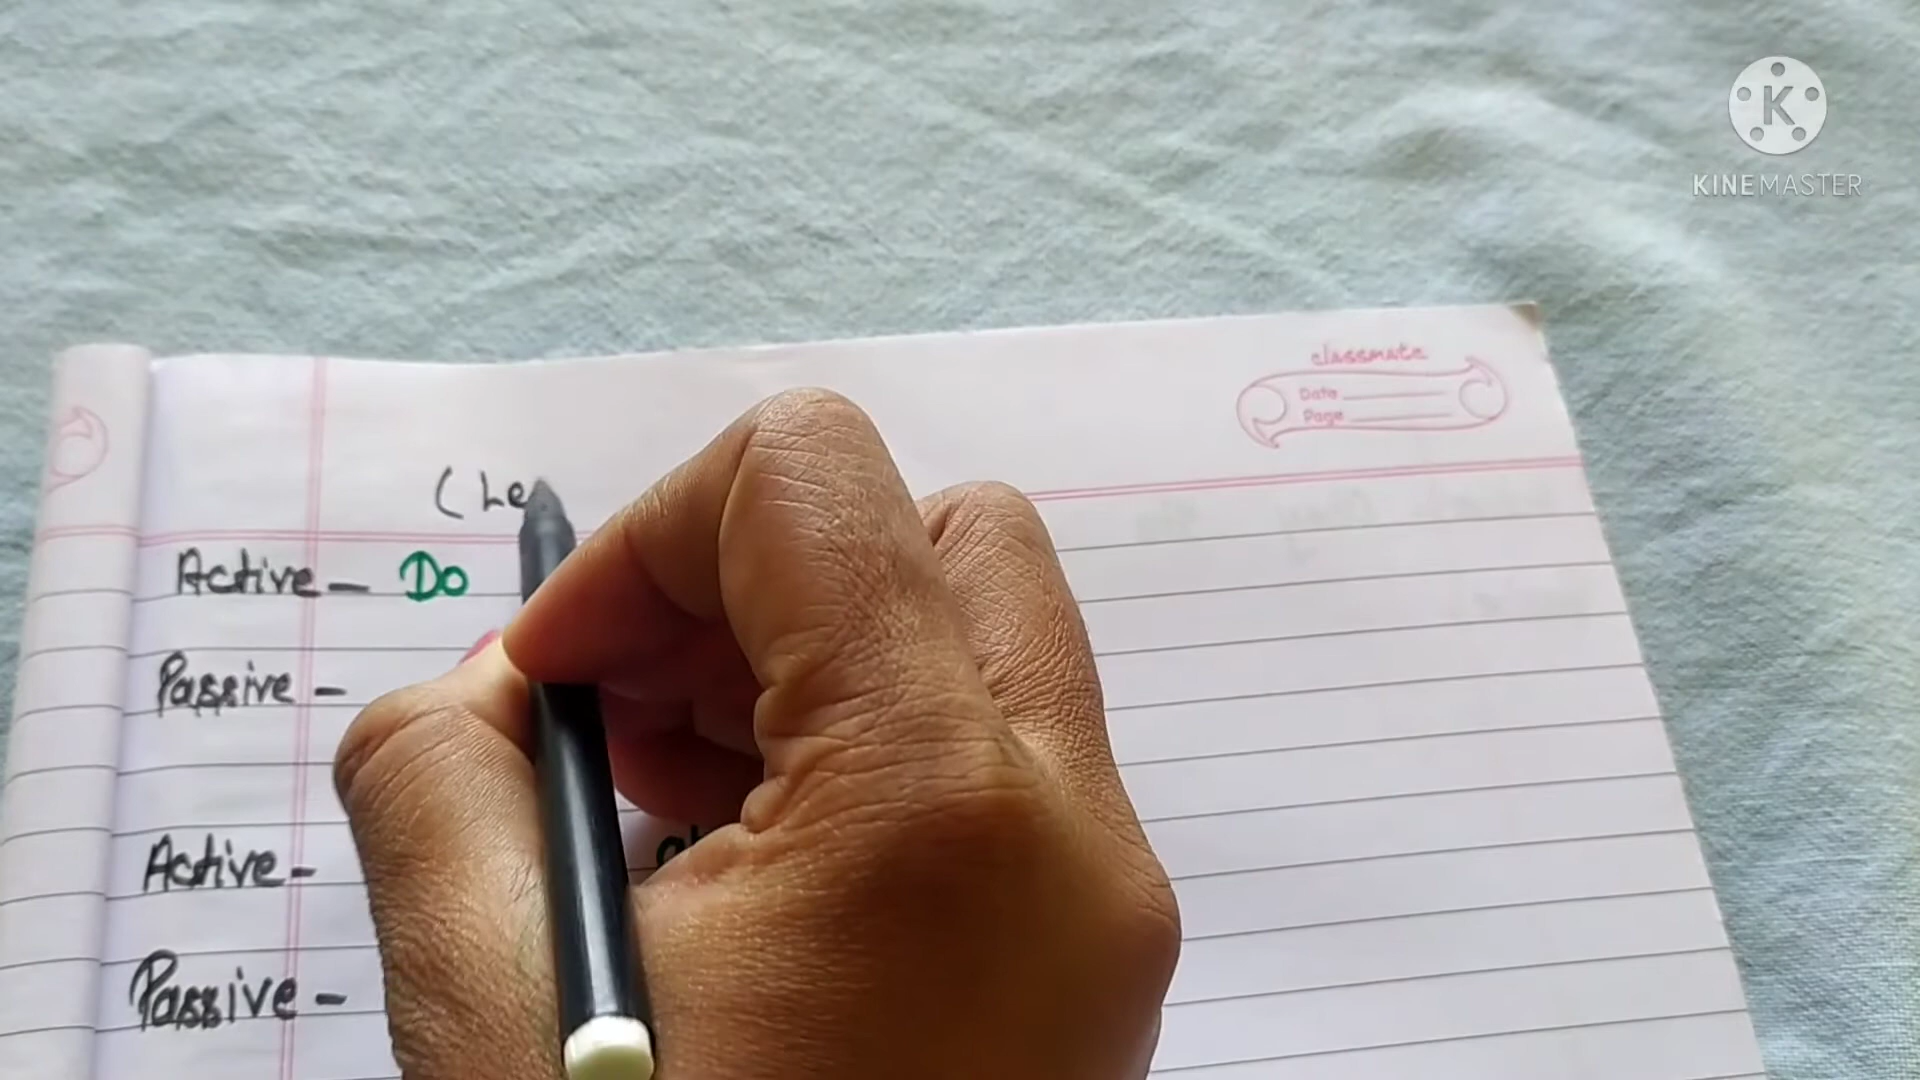 K
KINEMASTER
classmate
Date
Page
(Le
Active - Do
Passive -
Active -
Passive -